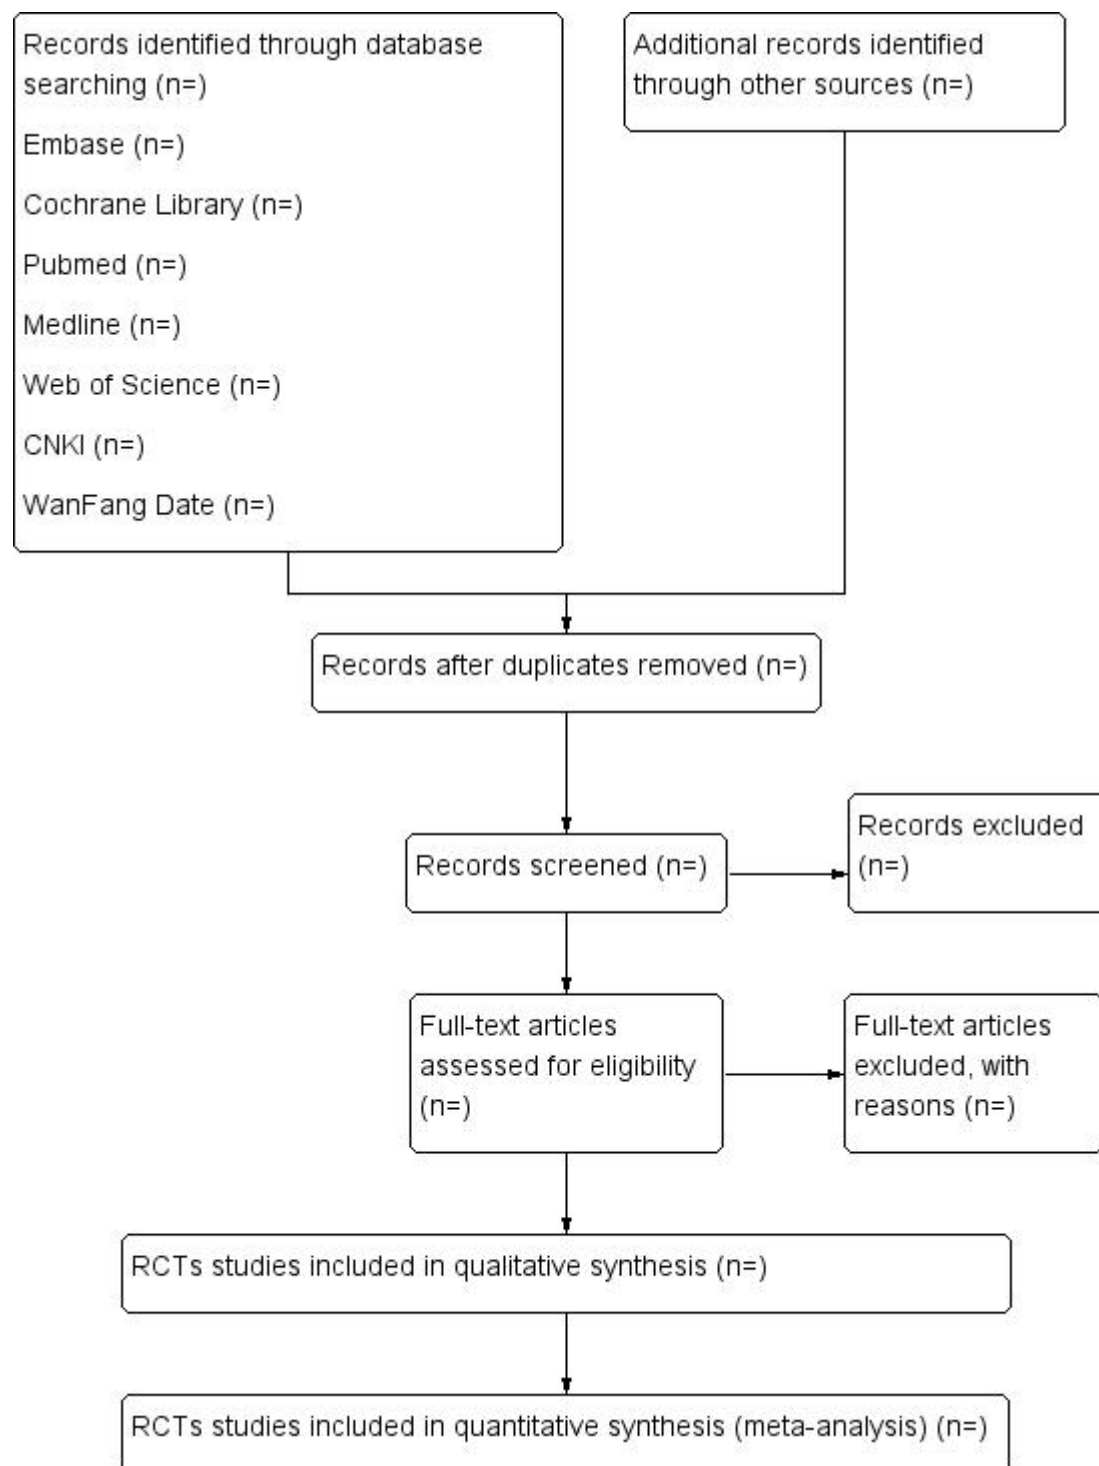 Records identified through database
searching (n=)
Embase (n=)
Cochrane Library (n=)
Pubmed (n=)
Medline (n=)
Web of Science (n=)
CNKI (n=)
WanFang Date (n=)
Additional records identified
through other sources (n=)
Records after duplicates removed (n=)
Records screened (n=)
Records excluded
(n=)
Full-text articles
assessed for eligibility
(n=)
Full-text articles
excluded, with
reasons (n=)
RCTs studies included in qualitative synthesis (n=)
RCTs studies included in quantitative synthesis (meta-analysis) (n=)